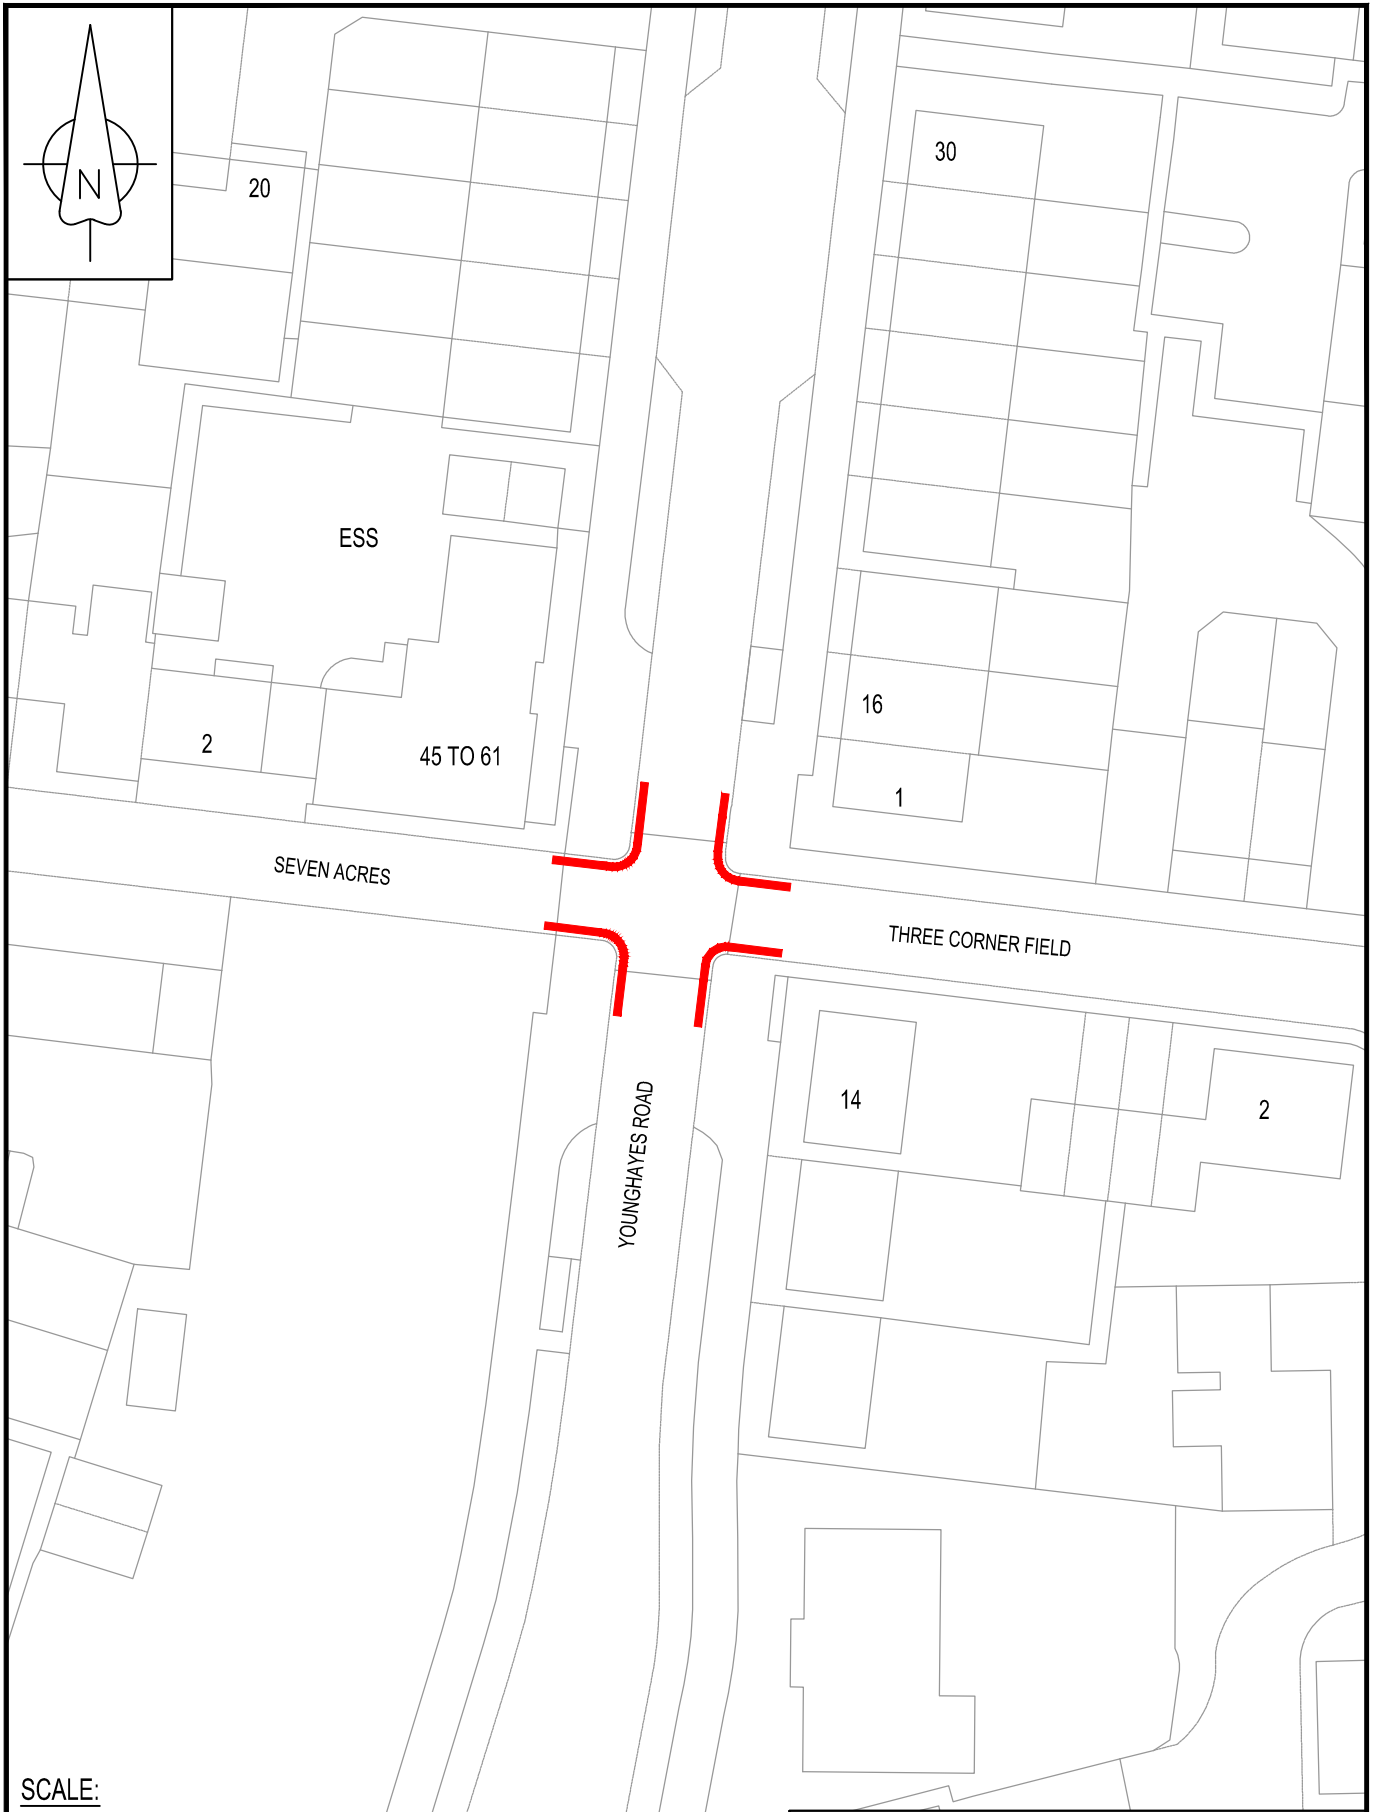 N
30
20
ESS
16
2
45 TO 61
1
SEVEN ACRES
THREE CORNER FIELD
14
2
YOUNGHAYES ROAD
SCALE: